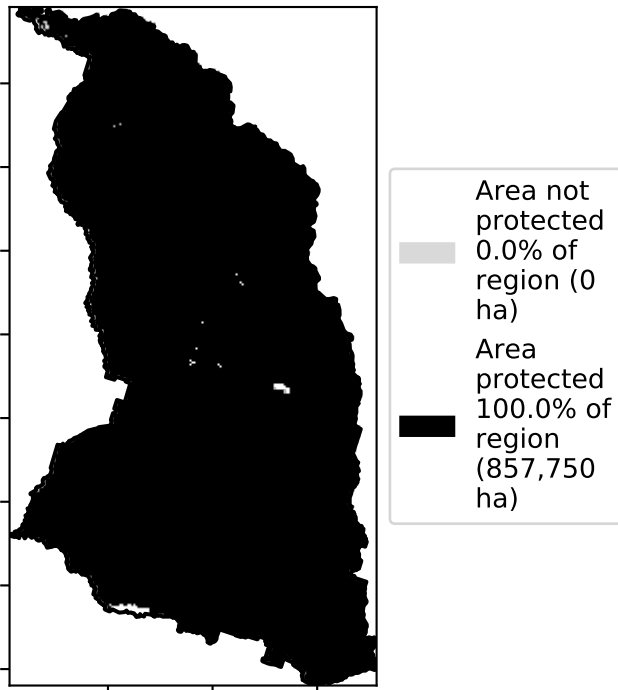 Area not
protected
0.0% of
region (0
ha)
Area
protected
100.0% of
region
(857,750
ha)